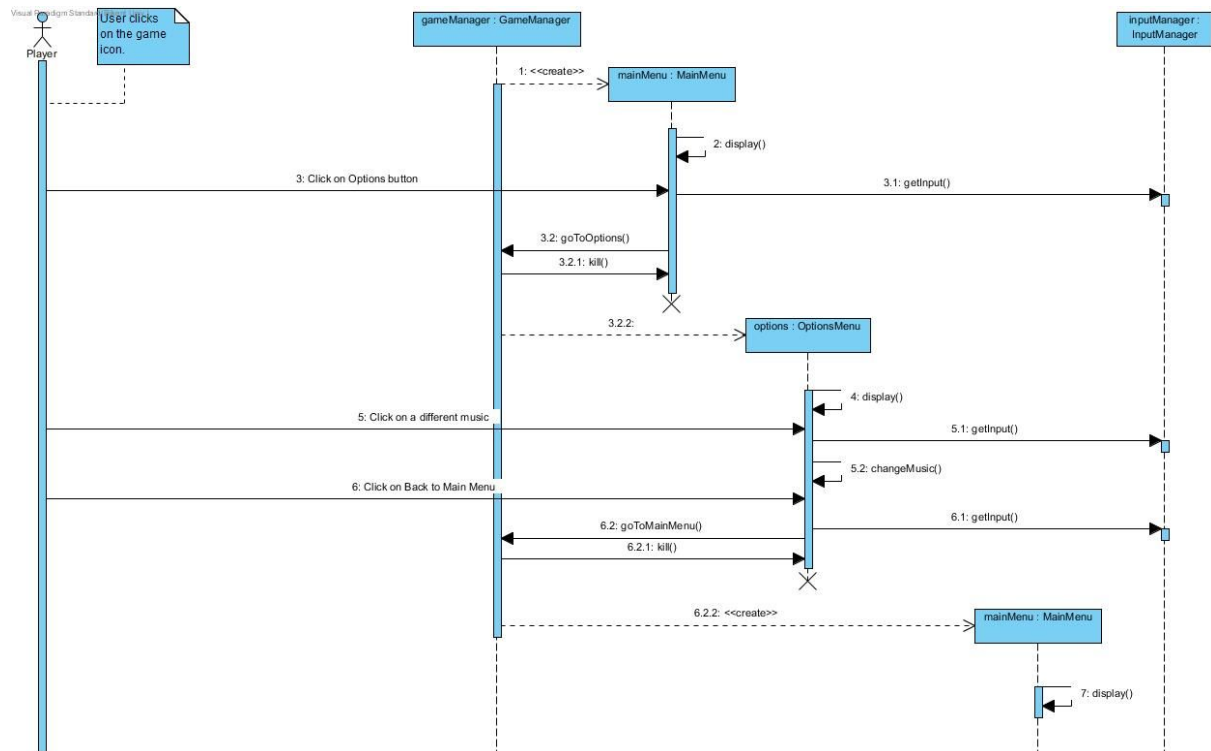 Visual Paradigm Standard
User clicks
on the game
icon.
Player
gameManager : GameManager
inputManager :
InputManager
1: <<create>>
mainMenu : MainMenu
2: display()
3: Click on Options button
3.1: getInput()
3.2: goToOptions()
3.2.1: kill()
3.2.2:
options : OptionsMenu
4: display()
5: Click on a different music
5.1: getInput()
5.2: changeMusic()
6: Click on Back to Main Menu
6.1: getInput()
6.2: goToMainMenu()
6.2.1: kill()
6.2.2: <<create>>
mainMenu : MainMenu
7: display()